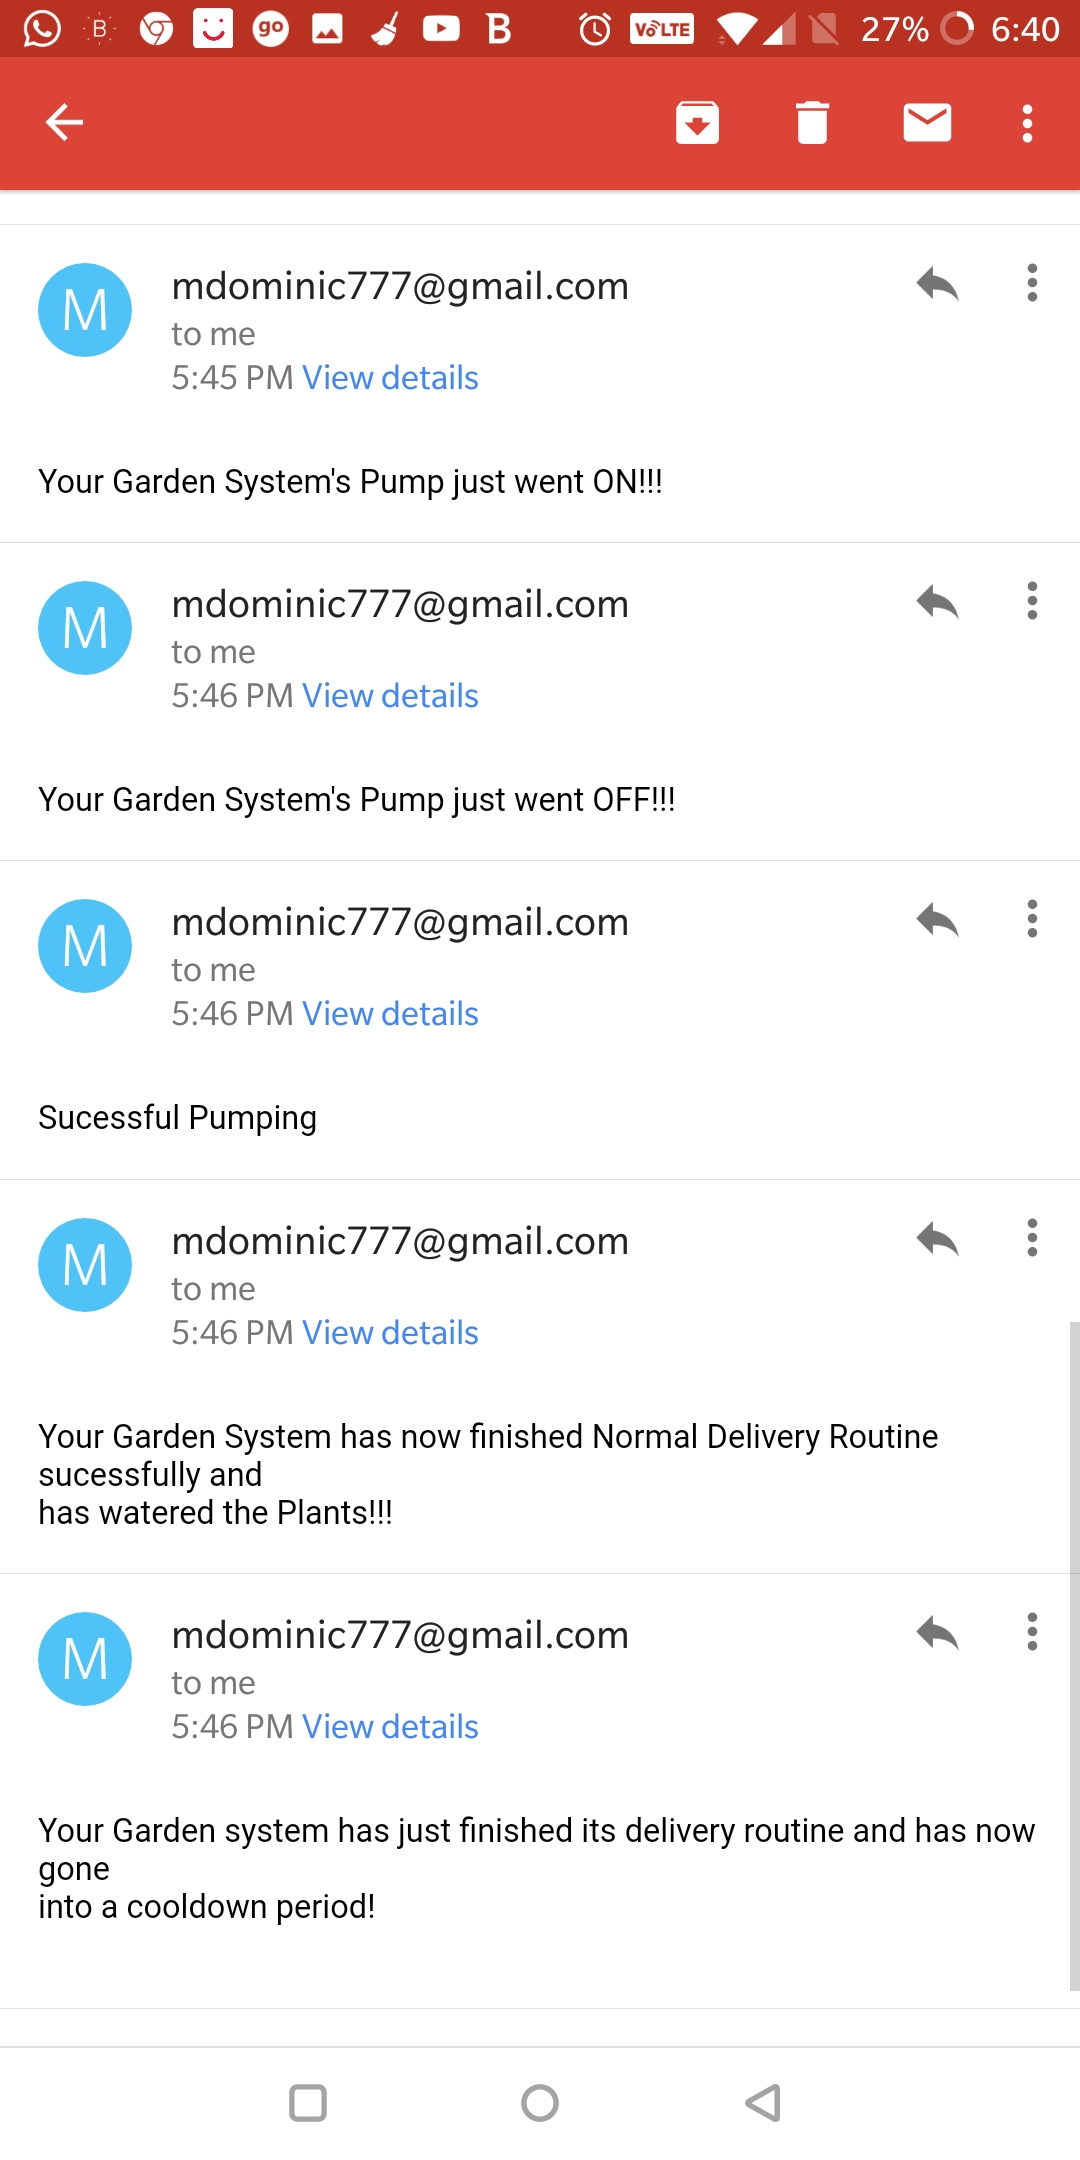 B go B VoLTE 27% 6:40
M mdominic777@gmail.com
to me
5:45 PM View details
Your Garden System's Pump just went ON!!!
M mdominic777@gmail.com
to me
5:46 PM View details
Your Garden System's Pump just went OFF!!!
M mdominic777@gmail.com
to me
5:46 PM View details
Sucessful Pumping
M mdominic777@gmail.com
to me
5:46 PM View details
Your Garden System has now finished Normal Delivery Routine
sucessfully and
has watered the Plants!!!
M mdominic777@gmail.com
to me
5:46 PM View details
Your Garden system has just finished its delivery routine and has now
gone
into a cooldown period!